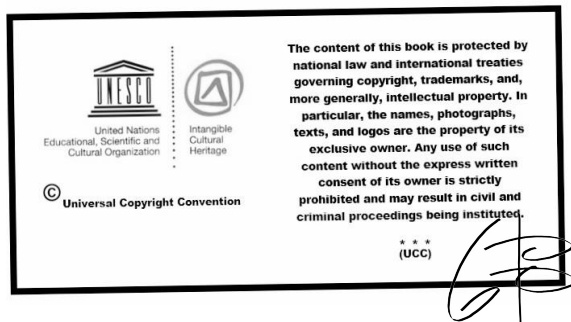 UNESCO
United Nations
Educational, Scientific and
Cultural Organization
Intangible
Cultural
Heritage
© Universal Copyright Convention
The content of this book is protected by
national law and international treaties
governing copyright, trademarks, and,
more generally, intellectual property. In
particular, the names, photographs,
texts, and logos are the property of its
exclusive owner. Any use of such
content without the express written
consent of its owner is strictly
prohibited and may result in civil and
criminal proceedings being instituted.
* * *
(UCC)